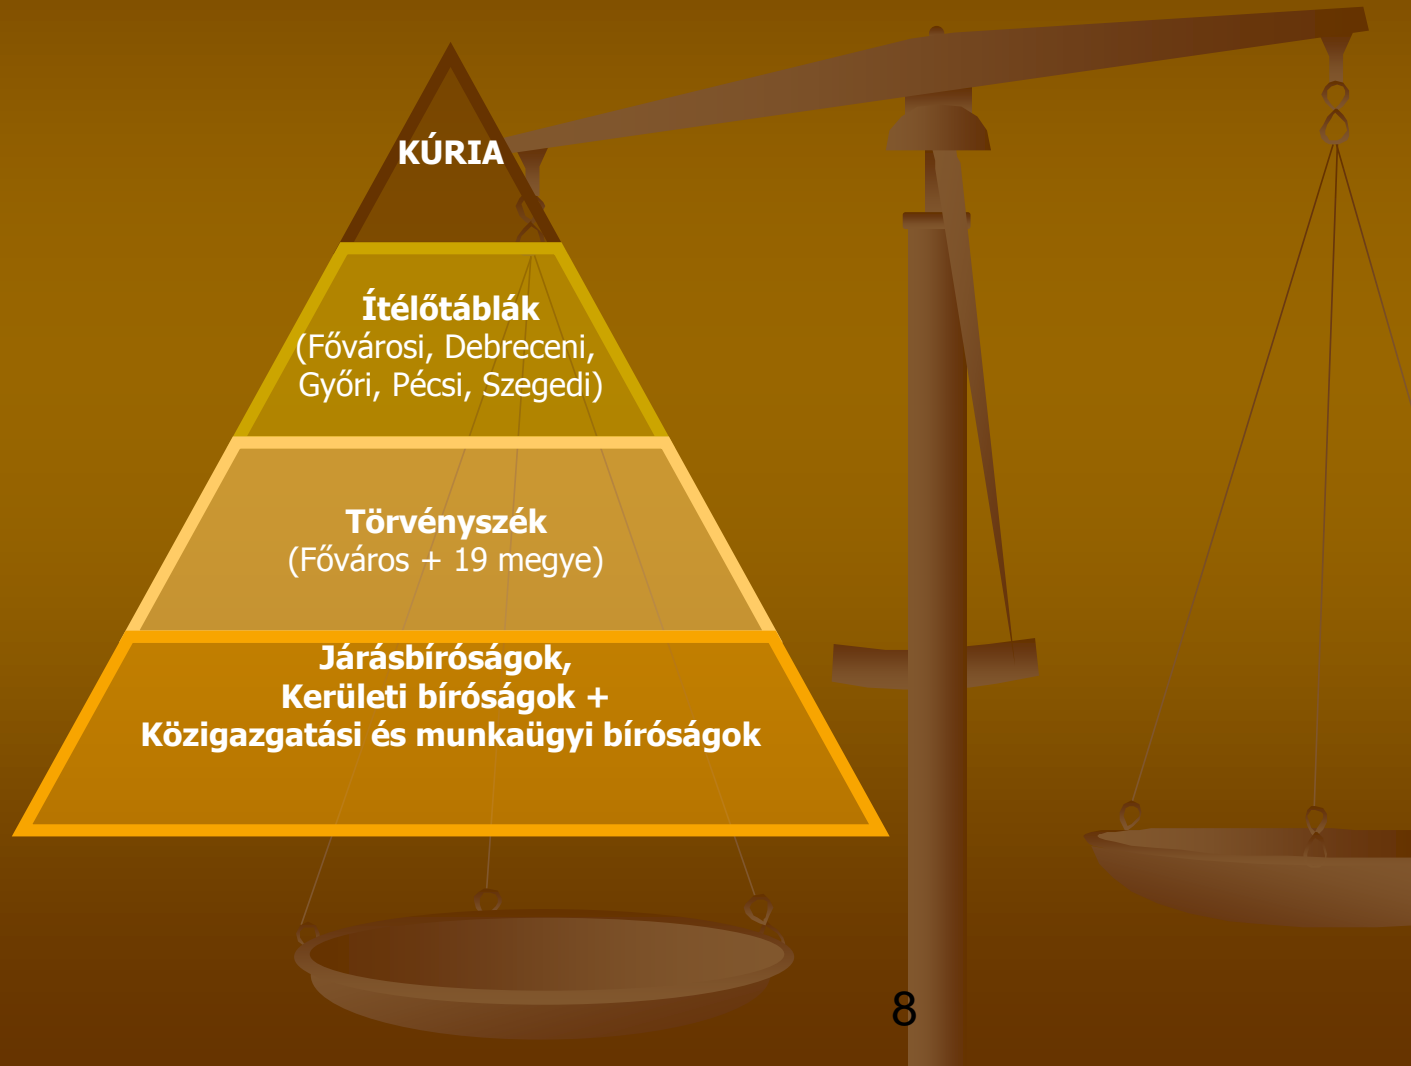 KÚRIA
Ítélőtáblák
(Fővárosi, Debreceni,
Győri, Pécsi, Szegedi)
Törvényszék
(Főváros + 19 megye)
Járásbíróságok,
Kerületi bíróságok +
Közigazgatási és munkaügyi bíróságok
8